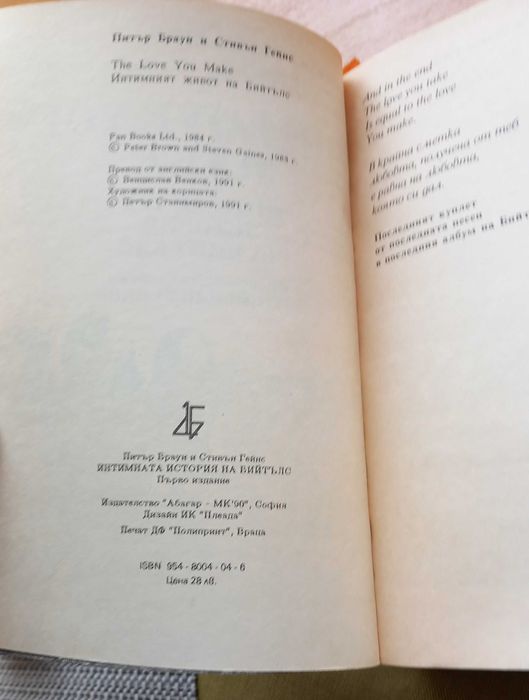 Питър Браун и Стивън Гейнс
The Love You Make
Интимният живот на Бийтълс
Pan Books Ltd., 1984 г.
© Peter Brown and Steven Gaines, 1983 г.
Превод от английски език:
© Венцислав Венков, 1991 г.
Художник на корицата:
© Петър Станимиров, 1991 г.
Питър Браун и Стивън Гейнс
ИНТИМНАТА ИСТОРИЯ НА БИЙТЪЛС
Първо издание
Издателство "Абагар – МК'90", София
Дизайн ИК "Плеяда"
Печат ДФ "Полипринт", Враца
ISBN 954-8004-04-6
Цена 28 лв.
And in the end
The love you take
Is equal to the love
You make.
В крайна сметка
любовта, получена от теб
е равна на любовта,
която си дал.
Последният куплет
от последната песен
в последния албум на